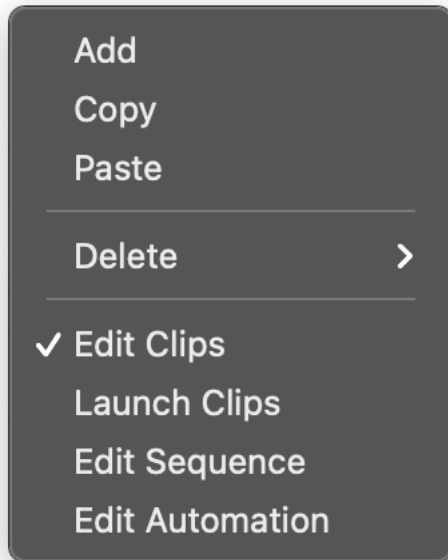 Add
Copy
Paste
Delete
Edit Clips
Launch Clips
Edit Sequence
Edit Automation